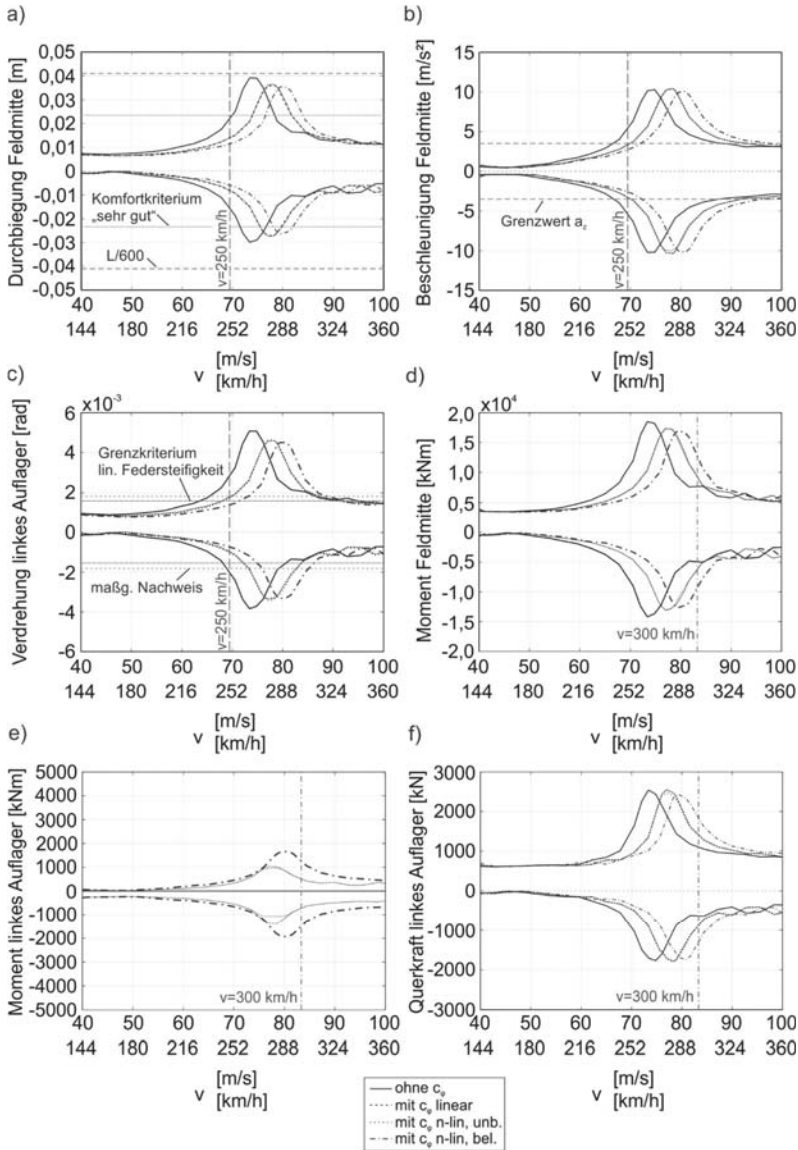 a)
Durchbiegung Feldmitte [m]
0,05
0,04
0,03
0,02
0,01
0
-0,01
-0,02
-0,03
-0,04
-0,05
Komfortkriterium
„sehr gut“
L/600
v=250 km/h
40 50 60 70 80 90 100
144 180 216 252 288 324 360
v [m/s]
[km/h]
b)
Beschleunigung Feldmitte [m/s²]
15
10
5
0
-5
-10
-15
Grenzwert a_z
v=250 km/h
40 50 60 70 80 90 100
144 180 216 252 288 324 360
v [m/s]
[km/h]
c)
x10⁻³
Verdrehung linkes Auflager [rad]
6
4
2
0
-2
-4
-6
Grenzkriterium
lin. Federsteifigkeit
maßg. Nachweis
v=250 km/h
40 50 60 70 80 90 100
144 180 216 252 288 324 360
v [m/s]
[km/h]
d)
x10⁴
Moment Feldmitte [kNm]
2,0
1,5
1,0
0,5
0
-0,5
-1,0
-1,5
-2,0
v=300 km/h
40 50 60 70 80 90 100
144 180 216 252 288 324 360
v [m/s]
[km/h]
e)
Moment linkes Auflager [kNm]
5000
4000
3000
2000
1000
0
-1000
-2000
-3000
-4000
-5000
v=300 km/h
40 50 60 70 80 90 100
144 180 216 252 288 324 360
v [m/s]
[km/h]
f)
Querkraft linkes Auflager [kN]
3000
2000
1000
0
-1000
-2000
-3000
v=300 km/h
40 50 60 70 80 90 100
144 180 216 252 288 324 360
v [m/s]
[km/h]
ohne c_φ
mit c_φ linear
mit c_φ n-lin, unb.
mit c_φ n-lin, bel.